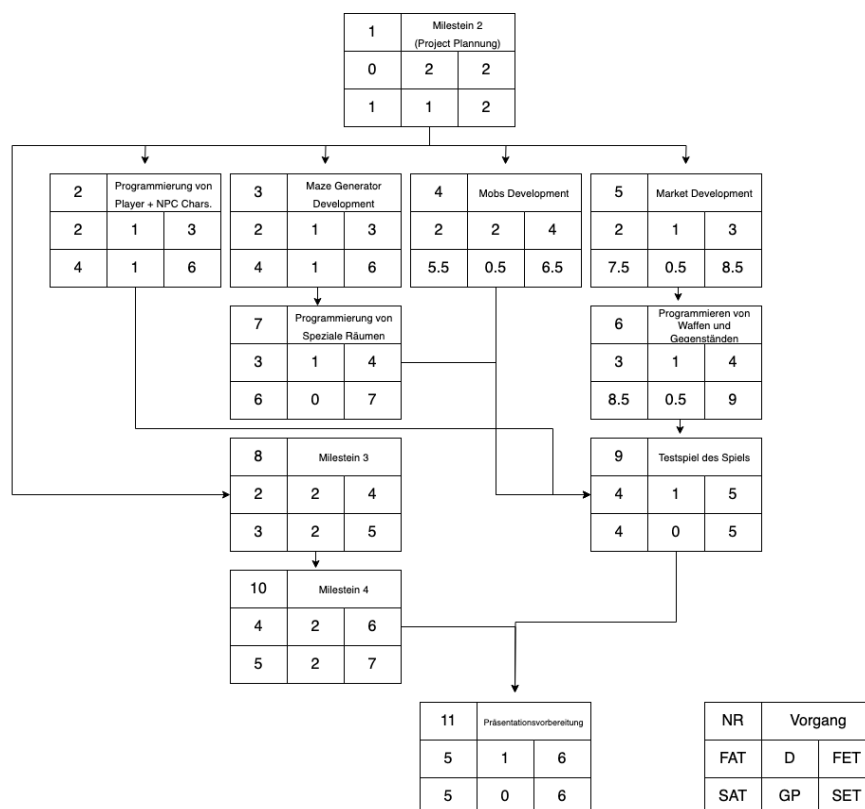 1 Milestein 2
(Project Plannung)
0 2 2
1 1 2
2 Programmierung von
Player + NPC Chars.
2 1 3
4 1 6
3 Maze Generator
Development
2 1 3
4 1 6
4 Mobs Development
2 2 4
5.5 0.5 6.5
5 Market Development
2 1 3
7.5 0.5 8.5
7 Programmierung von
Speziale Räumen
3 1 4
6 0 7
6 Programmieren von
Waffen und
Gegenständen
3 1 4
8.5 0.5 9
8 Milestein 3
2 2 4
3 2 5
9 Testspiel des Spiels
4 1 5
4 0 5
10 Milestein 4
4 2 6
5 2 7
11 Präsentationsvorbereitung
5 1 6
5 0 6
NR Vorgang
FAT D FET
SAT GP SET